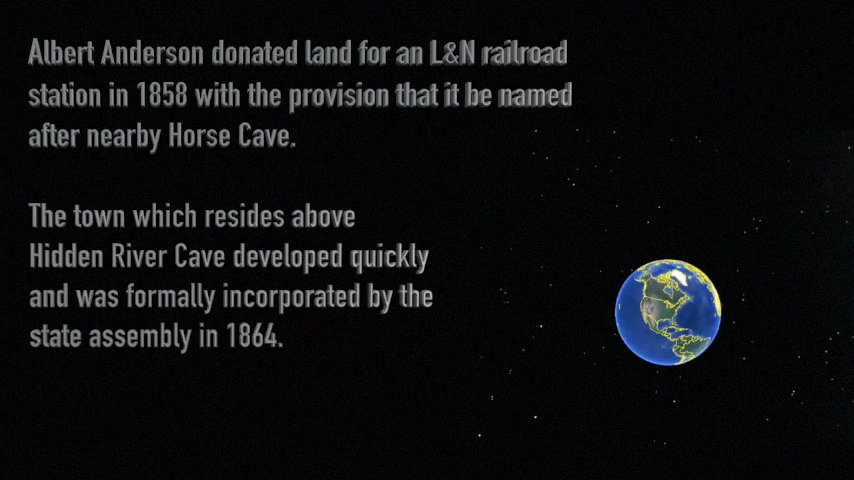 Albert Anderson donated land for an L&N railroad
station in 1858 with the provision that it be named
after nearby Horse Cave.
The town which resides above
Hidden River Cave developed quickly
and was formally incorporated by the
state assembly in 1864.